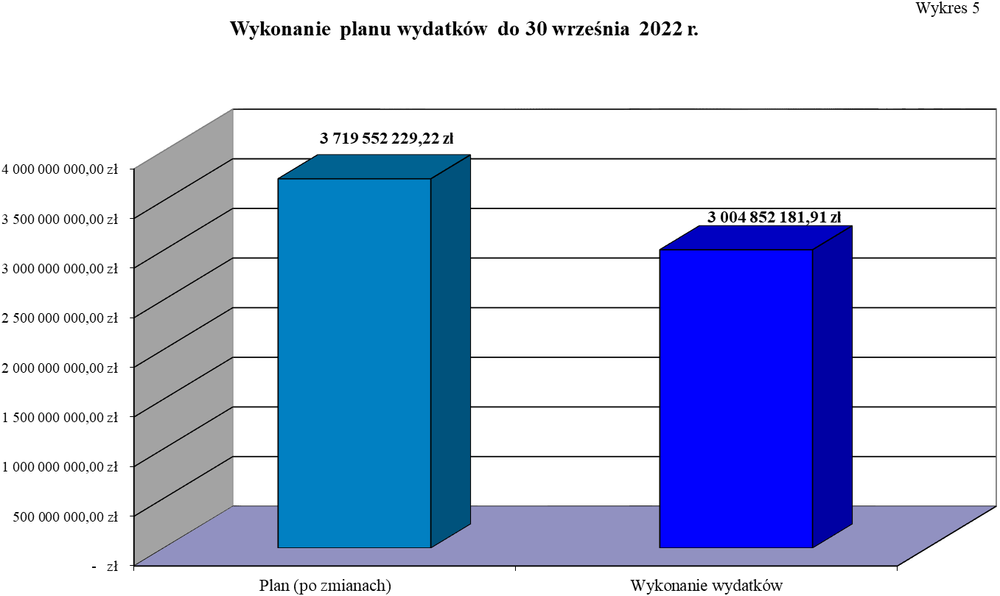 Wykres 5
Wykonanie planu wydatków do 30 września 2022 r.
3 719 552 229,22 zł
3 004 852 181,91 zł
4 000 000 000,00 zł
3 500 000 000,00 zł
3 000 000 000,00 zł
2 500 000 000,00 zł
2 000 000 000,00 zł
1 500 000 000,00 zł
1 000 000 000,00 zł
500 000 000,00 zł
- zł
Plan (po zmianach)
Wykonanie wydatków